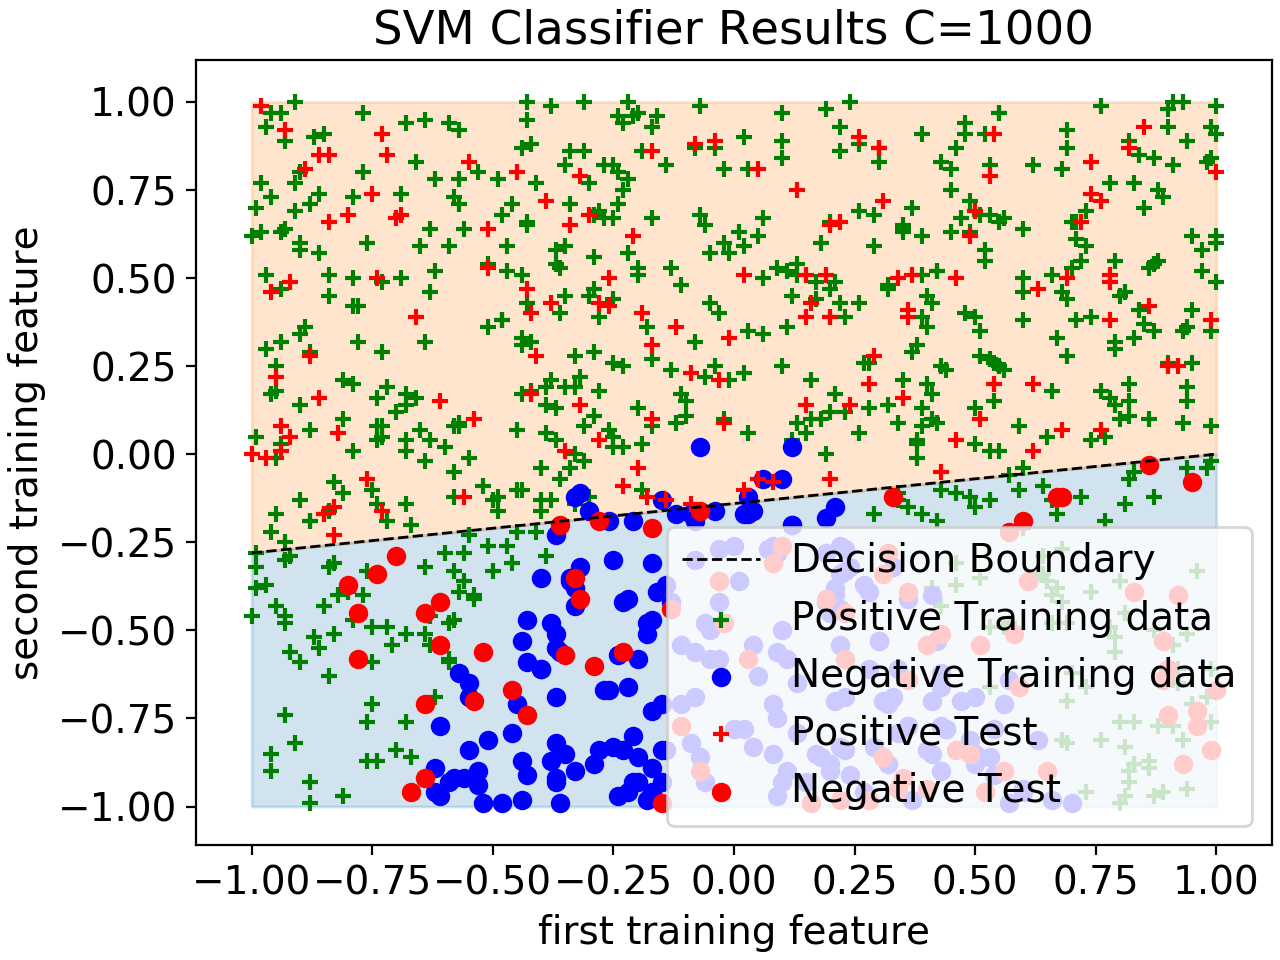 SVM Classifier Results C=1000
1.00
0.75
0.50
0.25
0.00
−0.25
−0.50
−0.75
−1.00
second training feature
Decision Boundary
Positive Training data
Negative Training data
Positive Test
Negative Test
−1.00 −0.75 −0.50 −0.25 0.00 0.25 0.50 0.75 1.00
first training feature